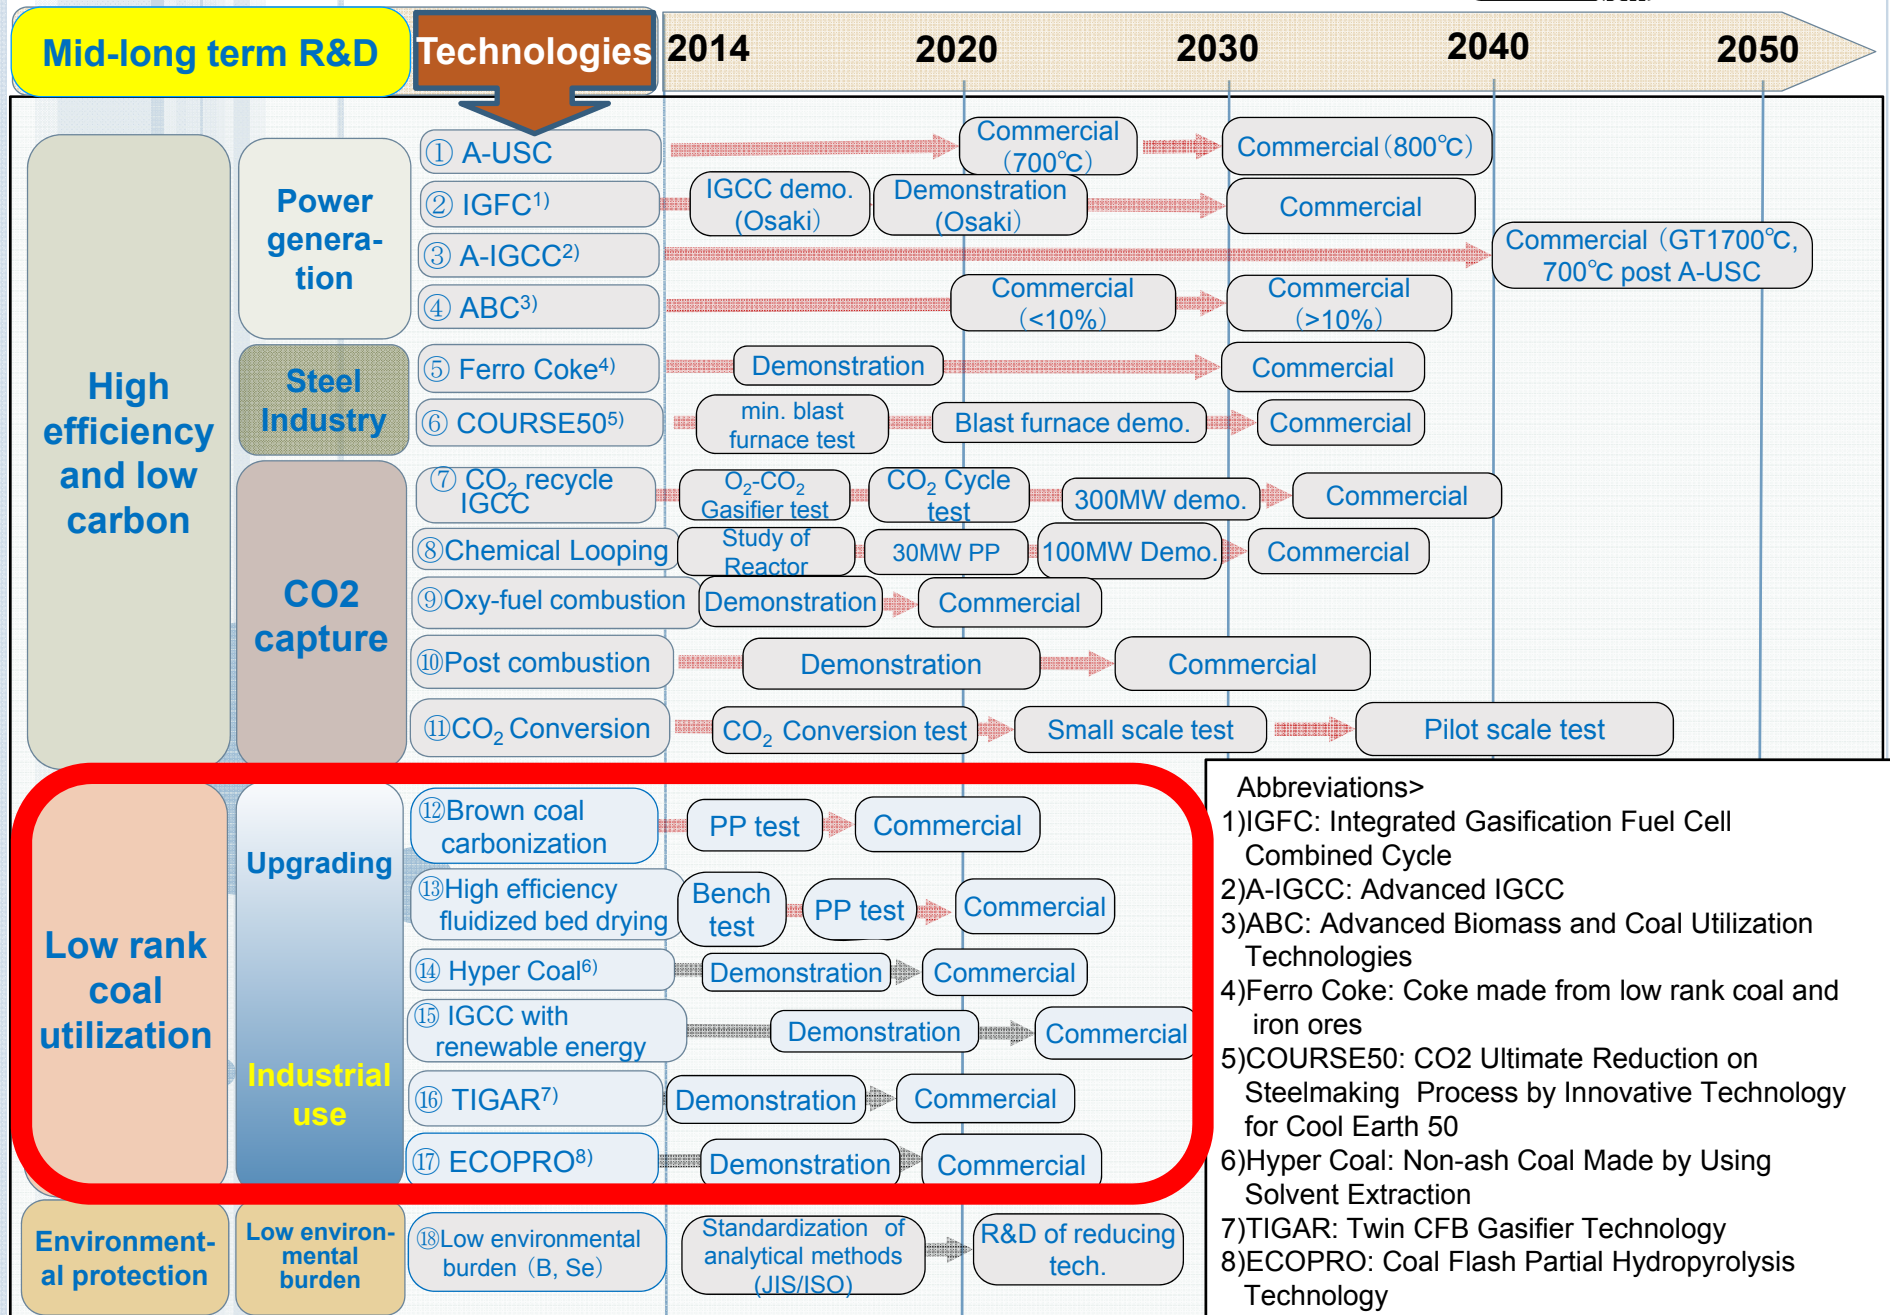 Mid-long term R&D
Technologies
2014
2020
2030
2040
2050
High
efficiency
and low
carbon
Power
genera-
tion
① A-USC
Commercial
(700℃)
Commercial(800℃)
② IGFC1)
IGCC demo.
(Osaki)
Demonstration
(Osaki)
Commercial
③ A-IGCC2)
Commercial (GT1700℃,
700℃ post A-USC
④ ABC3)
Commercial
(<10%)
Commercial
(>10%)
Steel
Industry
⑤ Ferro Coke4)
Demonstration
Commercial
⑥ COURSE505)
min. blast
furnace test
Blast furnace demo.
Commercial
CO2
capture
⑦ CO2 recycle
IGCC
O2-CO2
Gasifier test
CO2 Cycle
test
300MW demo.
Commercial
⑧Chemical Looping
Study of
Reactor
30MW PP
100MW Demo.
Commercial
⑨Oxy-fuel combustion
Demonstration
Commercial
⑩Post combustion
Demonstration
Commercial
⑪CO2 Conversion
CO2 Conversion test
Small scale test
Pilot scale test
Low rank
coal
utilization
Upgrading
Industrial
use
⑫Brown coal
carbonization
PP test
Commercial
⑬High efficiency
fluidized bed drying
Bench
test
PP test
Commercial
⑭ Hyper Coal6)
Demonstration
Commercial
⑮ IGCC with
renewable energy
Demonstration
Commercial
⑯ TIGAR7)
Demonstration
Commercial
⑰ ECOPRO8)
Demonstration
Commercial
Environment-
al protection
Low environ-
mental
burden
⑱Low environmental
burden (B, Se)
Standardization of
analytical methods
(JIS/ISO)
R&D of reducing
tech.
Abbreviations>
1)IGFC: Integrated Gasification Fuel Cell
Combined Cycle
2)A-IGCC: Advanced IGCC
3)ABC: Advanced Biomass and Coal Utilization
Technologies
4)Ferro Coke: Coke made from low rank coal and
iron ores
5)COURSE50: CO2 Ultimate Reduction on
Steelmaking Process by Innovative Technology
for Cool Earth 50
6)Hyper Coal: Non-ash Coal Made by Using
Solvent Extraction
7)TIGAR: Twin CFB Gasifier Technology
8)ECOPRO: Coal Flash Partial Hydropyrolysis
Technology